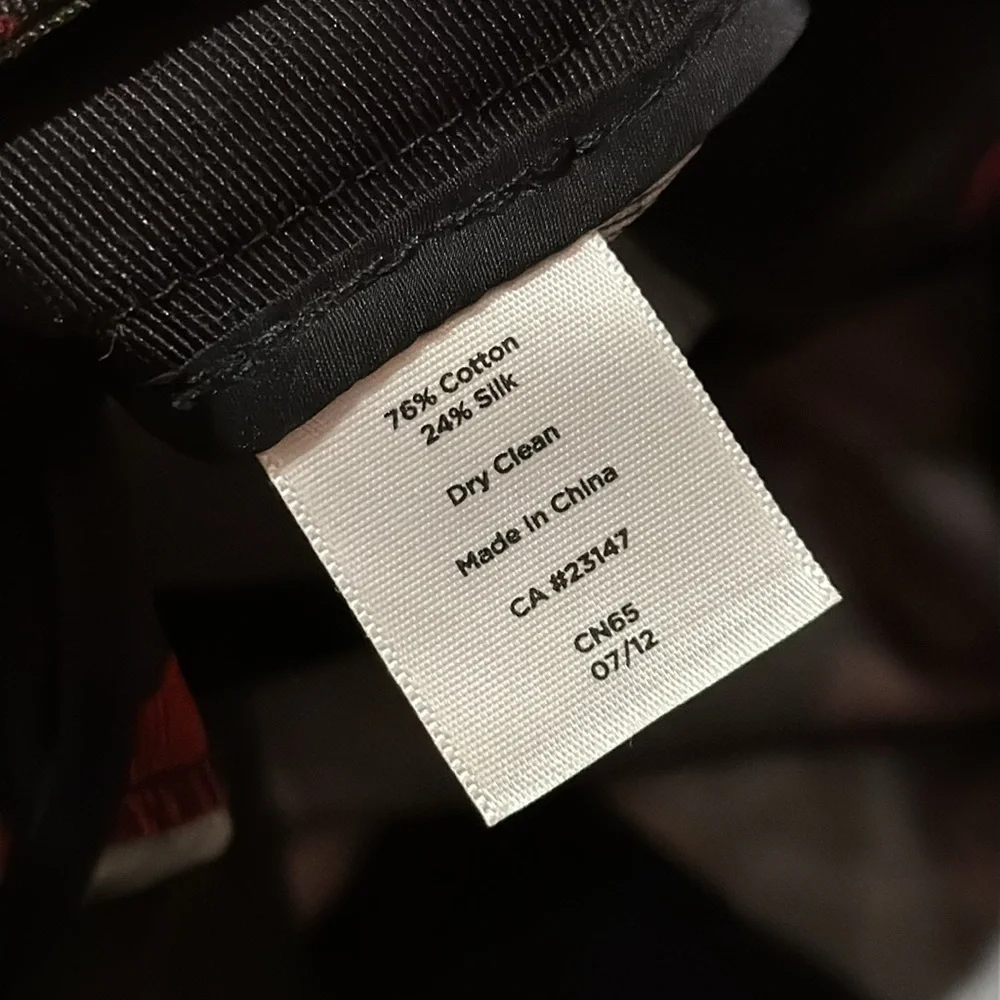 76% Cotton
24% Silk
Dry Clean
Made in China
CA #23147
CN65
07/12